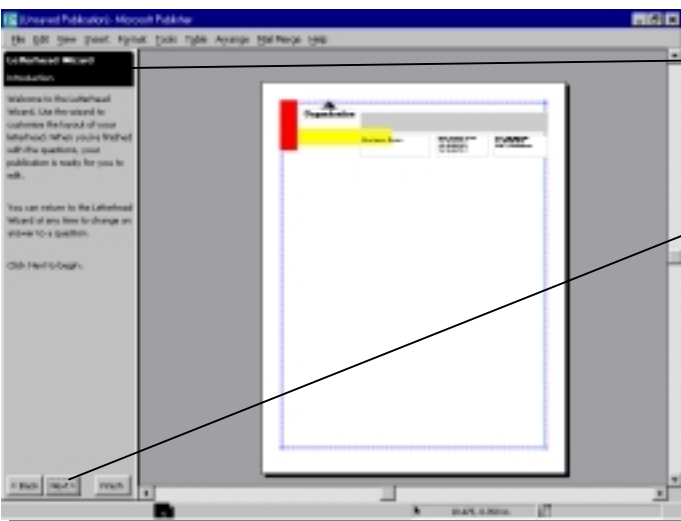 [Unsaved Publication] - Microsoft Publisher
File Edit View Insert Format Tools Table Arrange Mail Merge Help
Letterhead Wizard
Introduction
Welcome to the Letterhead
Wizard. Use the wizard to
customize the layout of your
letterhead. When you're finished
with the questions, your
publication is ready for you to
edit.
You can return to the Letterhead
Wizard at any time to change an
answer to a question.
Click Next to begin.
Organization
< Back Next > Finish